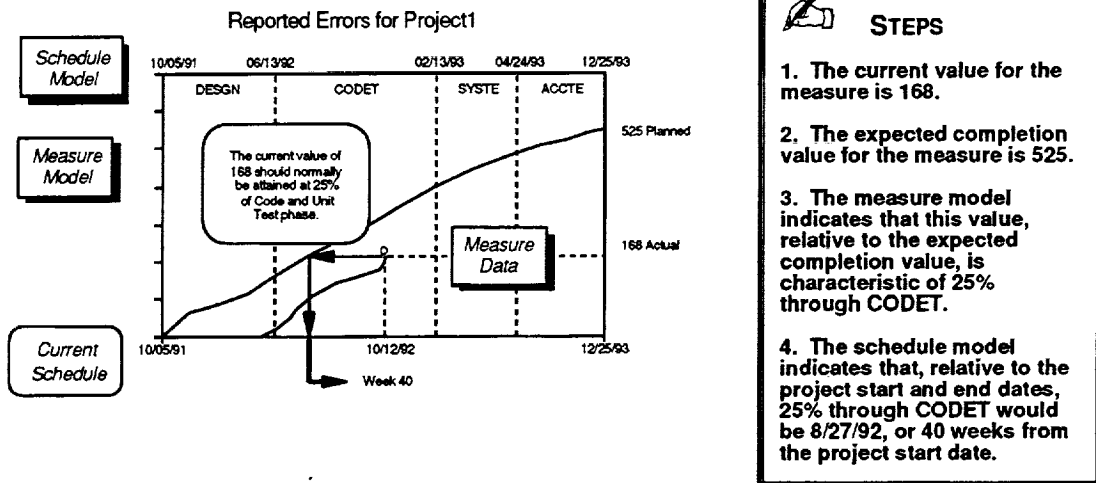 Reported Errors for Project1
Schedule
Model
10/05/91 06/13/92 02/13/93 04/24/93 12/25/93
DESGN CODET SYSTE ACCTE
525 Planned
Measure
Model
The current value of
168 should normally
be attained at 25%
of Code and Unit
Test phase.
Measure
Data
168 Actual
Current
Schedule
10/05/91 10/12/92 12/25/93
Week 40
STEPS
1. The current value for the
measure is 168.
2. The expected completion
value for the measure is 525.
3. The measure model
indicates that this value,
relative to the expected
completion value, is
characteristic of 25%
through CODET.
4. The schedule model
indicates that, relative to the
project start and end dates,
25% through CODET would
be 8/27/92, or 40 weeks from
the project start date.